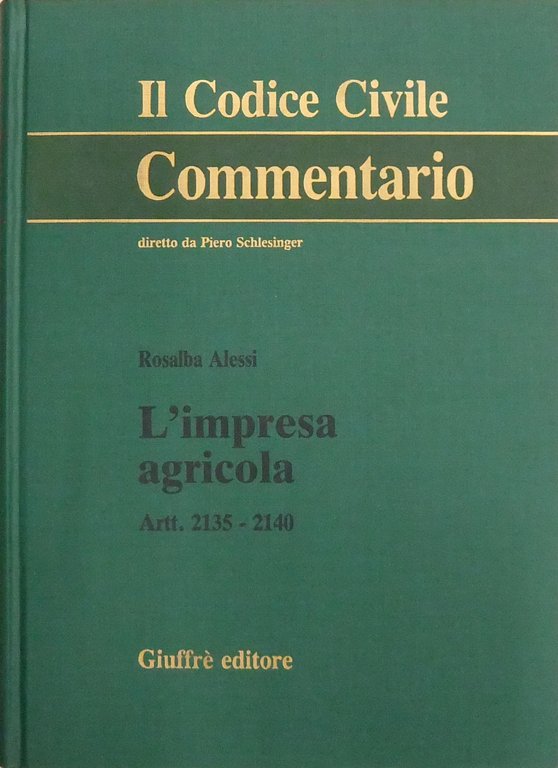 Il Codice Civile
Commentario
diretto da Piero Schlesinger
Rosalba Alessi
L'impresa
agricola
Artt. 2135 - 2140
Giuffrè editore